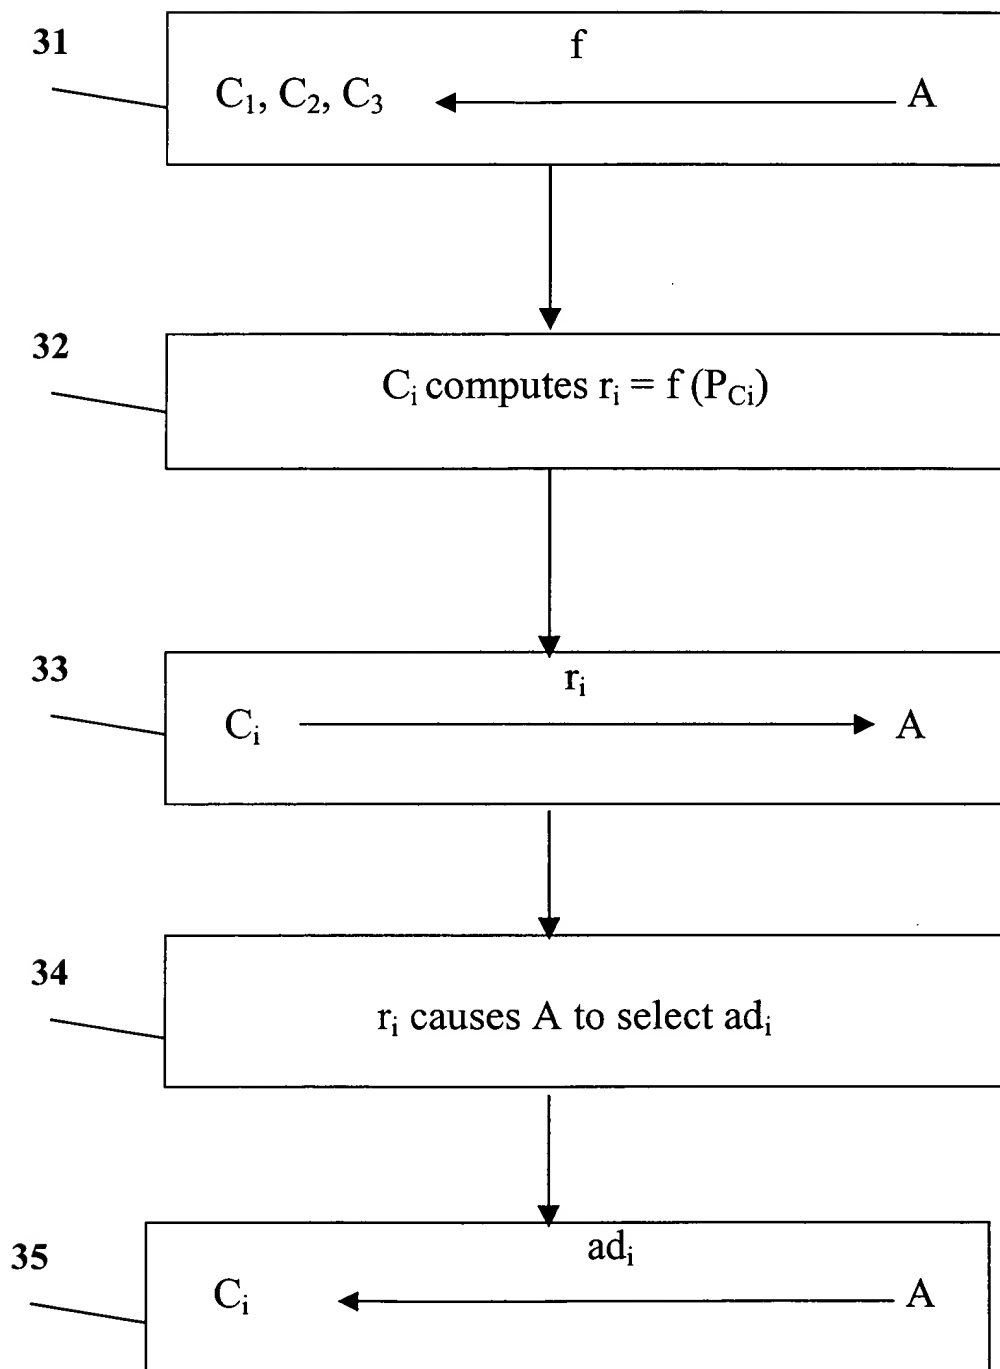 31
f
C₁, C₂, C₃ A
32
Cᵢ computes rᵢ = f (P_Ci)
33
rᵢ
Cᵢ A
34
rᵢ causes A to select adᵢ
35
adᵢ
Cᵢ A